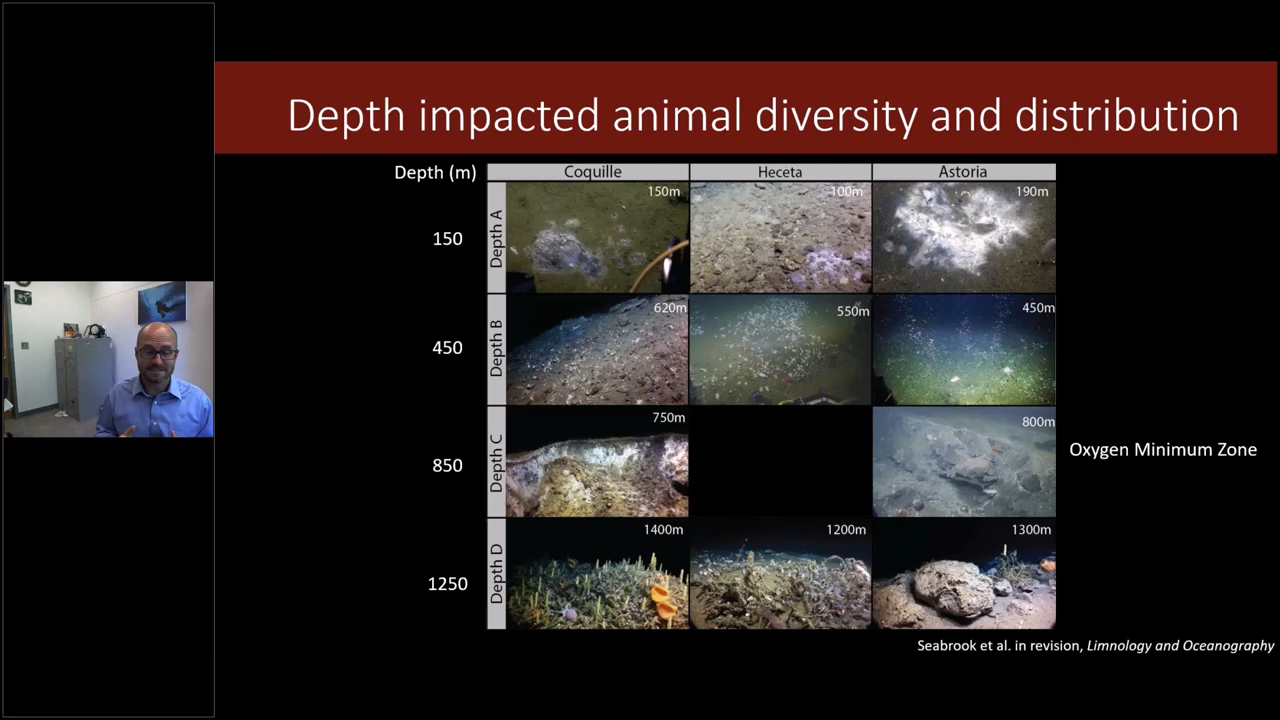 Depth impacted animal diversity and distribution
Depth (m)
Coquille
Heceta
Astoria
150
Depth A
150m
100m
190m
450
Depth B
620m
550m
450m
850
Depth C
750m
800m
Oxygen Minimum Zone
1250
Depth D
1400m
1200m
1300m
Seabrook et al. in revision, Limnology and Oceanography